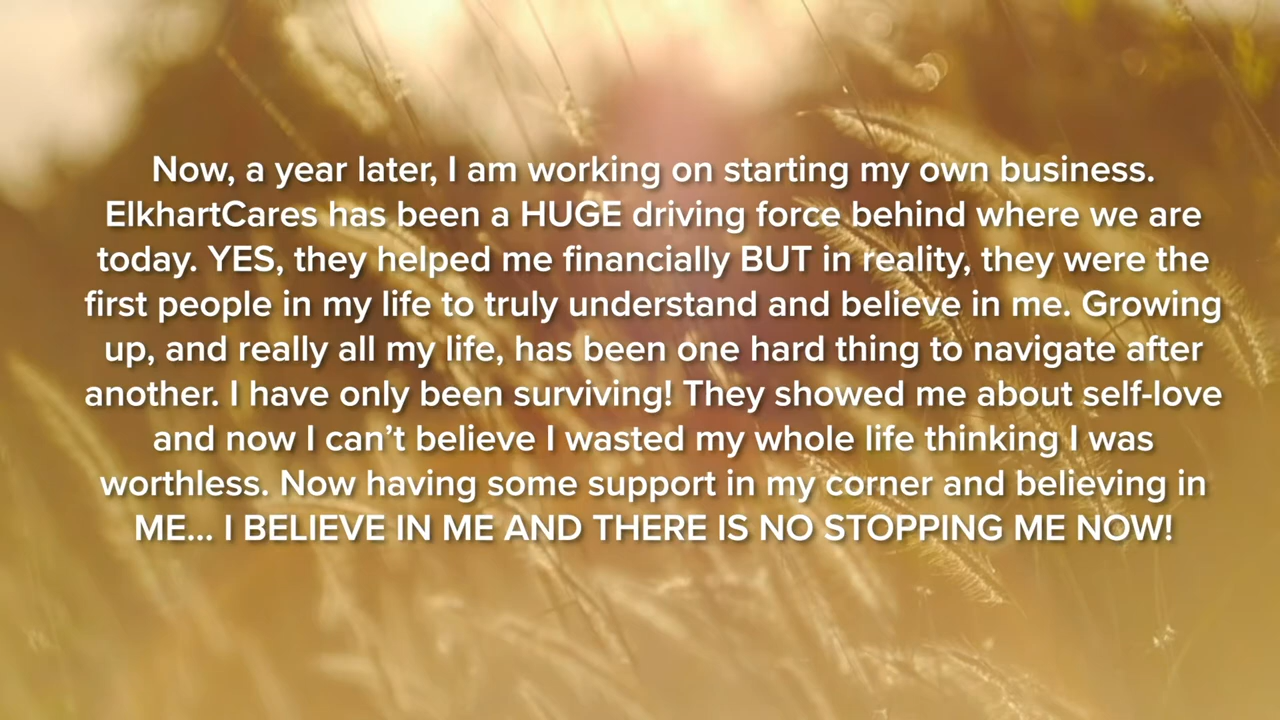 Now, a year later, I am working on starting my own business.
ElkhartCares has been a HUGE driving force behind where we are
today. YES, they helped me financially BUT in reality, they were the
first people in my life to truly understand and believe in me. Growing
up, and really all my life, has been one hard thing to navigate after
another. I have only been surviving! They showed me about self-love
and now I can’t believe I wasted my whole life thinking I was
worthless. Now having some support in my corner and believing in
ME... I BELIEVE IN ME AND THERE IS NO STOPPING ME NOW!